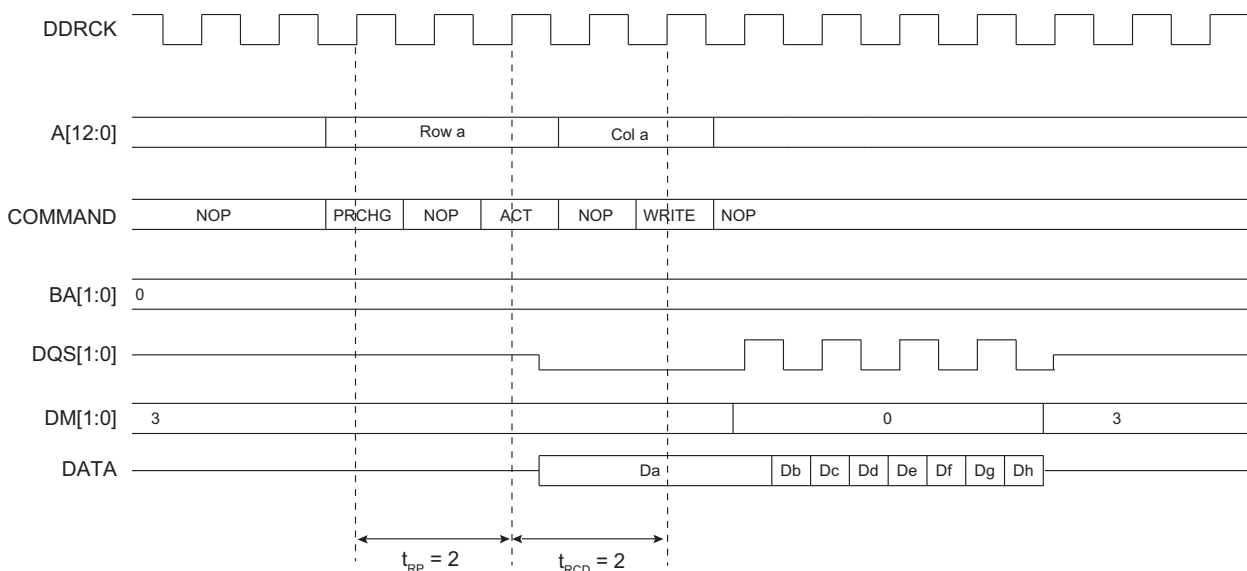 DDRCK
A[12:0] Row a Col a
COMMAND NOP PRCHG NOP ACT NOP WRITE NOP
BA[1:0] 0
DQS[1:0]
DM[1:0] 3 0 3
DATA Da Db Dc Dd De Df Dg Dh
tRP = 2 tRCD = 2